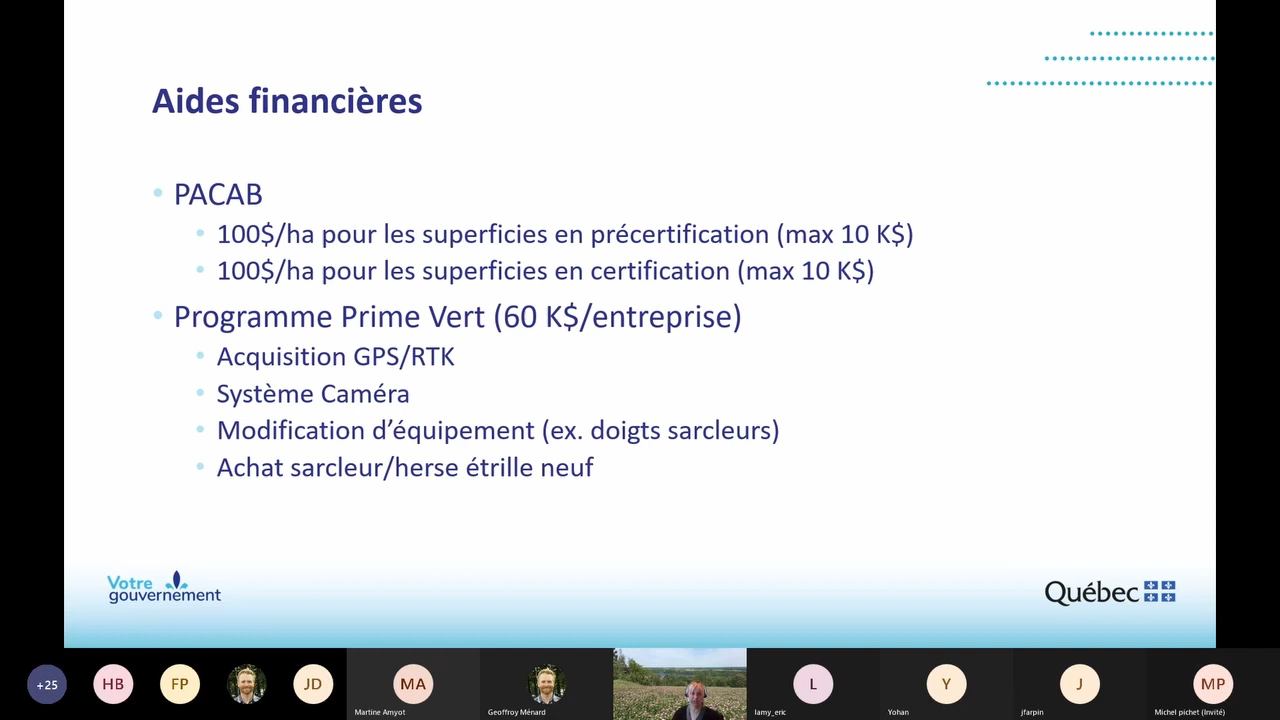 Aides financières
• PACAB
• 100$/ha pour les superficies en précertification (max 10 K$)
• 100$/ha pour les superficies en certification (max 10 K$)
• Programme Prime Vert (60 K$/entreprise)
• Acquisition GPS/RTK
• Système Caméra
• Modification d’équipement (ex. doigts sarcleurs)
• Achat sarcleur/herse étrille neuf
Votre
gouvernement
Québec
+25
HB
FP
JD
MA
L
Y
J
MP
Martine Amyot
Geoffroy Ménard
lamy_eric
Yohan
jfarpin
Michel pichet (Invité)